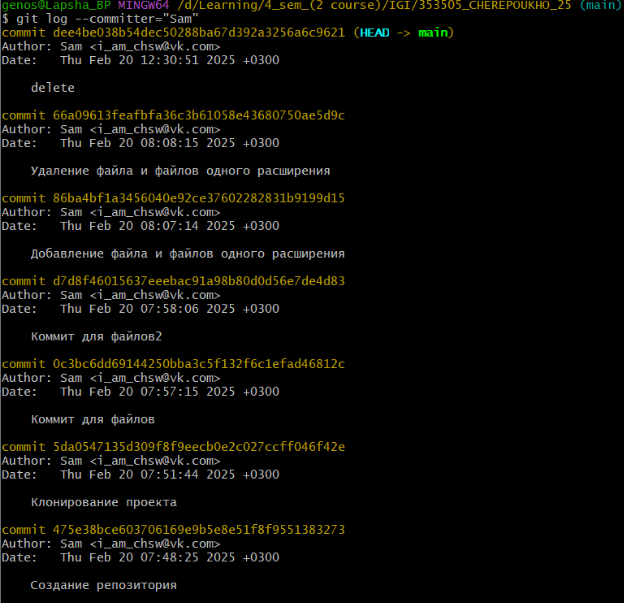 genos@Lapsha_BP MINGW64 /d/Learning/4_sem_(2 course)/IGI/353505_CHEREPOUKHO_25 (main)
$ git log --committer="Sam"
commit dee4be038b54dec50288ba67d392a3256a6c9621 (HEAD -> main)
Author: Sam <i_am_chsw@vk.com>
Date:   Thu Feb 20 12:30:51 2025 +0300
delete
commit 66a09613feafbfa36c3b61058e43680750ae5d9c
Author: Sam <i_am_chsw@vk.com>
Date:   Thu Feb 20 08:08:15 2025 +0300
Удаление файла и файлов одного расширения
commit 86ba4bf1a3456040e92ce37602282831b9199d15
Author: Sam <i_am_chsw@vk.com>
Date:   Thu Feb 20 08:07:14 2025 +0300
Добавление файла и файлов одного расширения
commit d7d8f46015637eeebac91a98b80d0d56e7de4d83
Author: Sam <i_am_chsw@vk.com>
Date:   Thu Feb 20 07:58:06 2025 +0300
Коммит для файлов2
commit 0c3bc6dd69144250bba3c5f132f6c1efad46812c
Author: Sam <i_am_chsw@vk.com>
Date:   Thu Feb 20 07:57:15 2025 +0300
Коммит для файлов
commit 5da0547135d309f8f9eecb0e2c027ccff046f42e
Author: Sam <i_am_chsw@vk.com>
Date:   Thu Feb 20 07:51:44 2025 +0300
Клонирование проекта
commit 475e38bce603706169e9b5e8e51f8f9551383273
Author: Sam <i_am_chsw@vk.com>
Date:   Thu Feb 20 07:48:25 2025 +0300
Создание репозитория